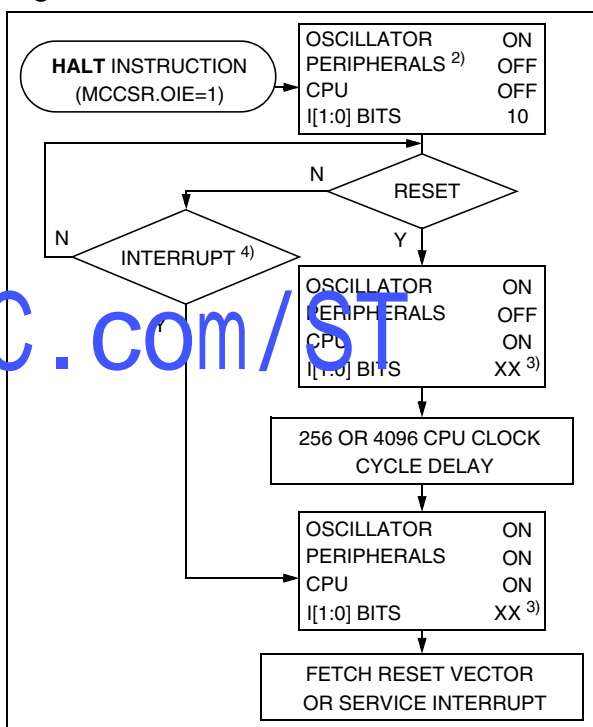 HALT INSTRUCTION
(MCCSR.OIE=1)
OSCILLATOR ON
PERIPHERALS 2) OFF
CPU OFF
I[1:0] BITS 10
N
RESET
N
INTERRUPT 4)
Y
Y
OSCILLATOR ON
PERIPHERALS OFF
CPU ON
I[1:0] BITS XX 3)
C.com/ST
256 OR 4096 CPU CLOCK
CYCLE DELAY
OSCILLATOR ON
PERIPHERALS ON
CPU ON
I[1:0] BITS XX 3)
FETCH RESET VECTOR
OR SERVICE INTERRUPT